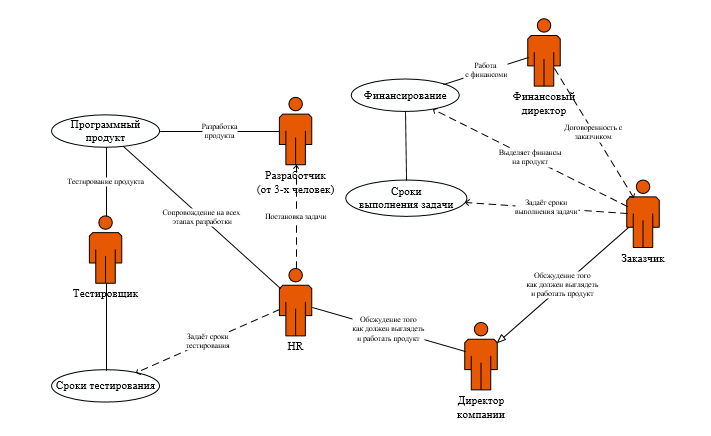 Работа
с финансоми
Финансирование
Финансовый
директор
Программный
продукт
Разработка
продукта
Договоренность с
заказчиком
Выделяет финансы
на продукт
Разработчик
(от 3-х человек)
Тестирование продукта
Сроки
выполнения задачи
Задаёт сроки
выполнения задачи"
Сопровождение на всех
этапах разработки
Постановка задачи
Заказчик
Тестировщик
Обсуждение того
как должен выглядеть
и работать продукт
Обсждуение того
как должен выглядеть
и работать продукт
Задаёт сроки
тестирования
HR
Сроки тестирования
Директор
компании